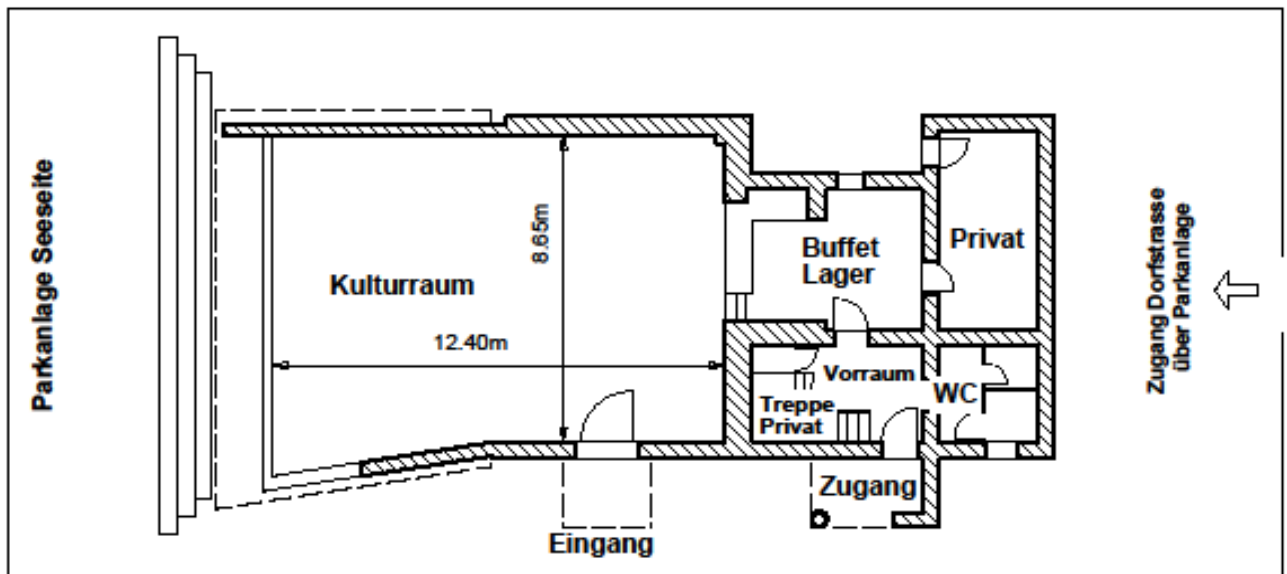 Parkanlage Seeseite
Kulturraum
8.65m
12.40m
Buffet
Lager
Privat
Vorraum
Treppe
Privat
WC
Zugang
Eingang
Zugang Dorfstrasse
über Parkanlage